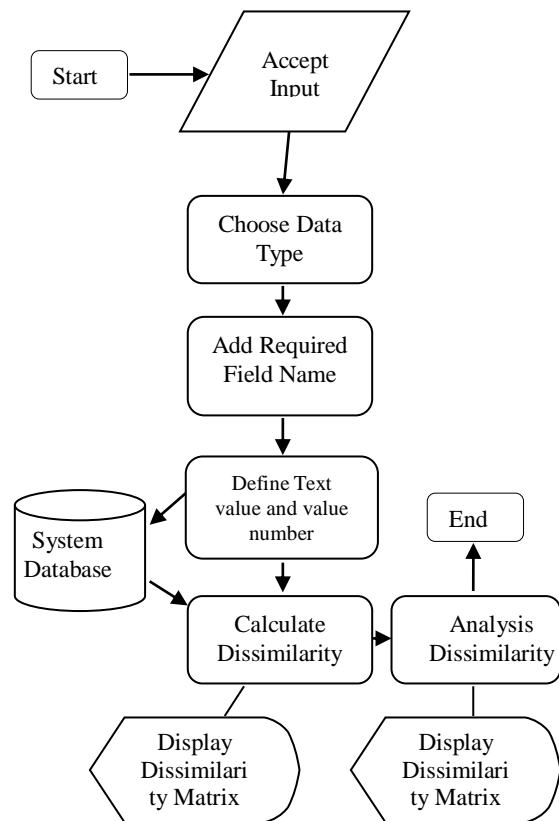 Start
Accept
Input
Choose Data
Type
Add Required
Field Name
Define Text
value and value
number
System
Database
End
Calculate
Dissimilarity
Analysis
Dissimilarity
Display
Dissimilari
ty Matrix
Display
Dissimilari
ty Matrix